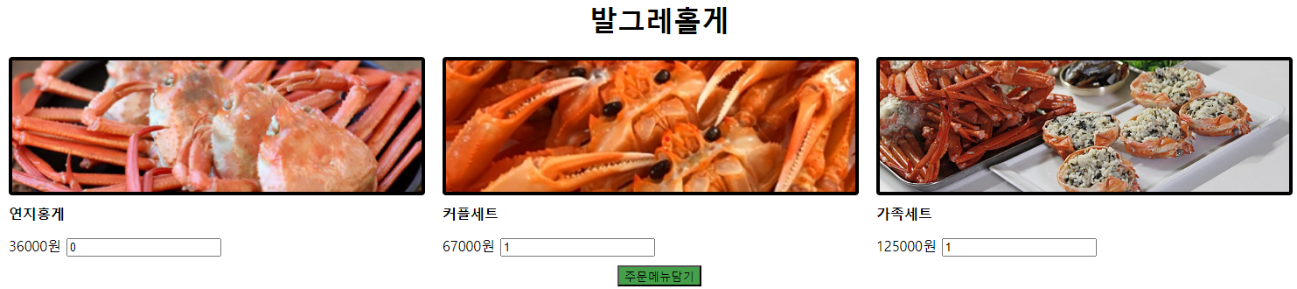 발그레홀게
연지홍게
36000원 0
커플세트
67000원 1
가족세트
125000원 1
주문메뉴담기